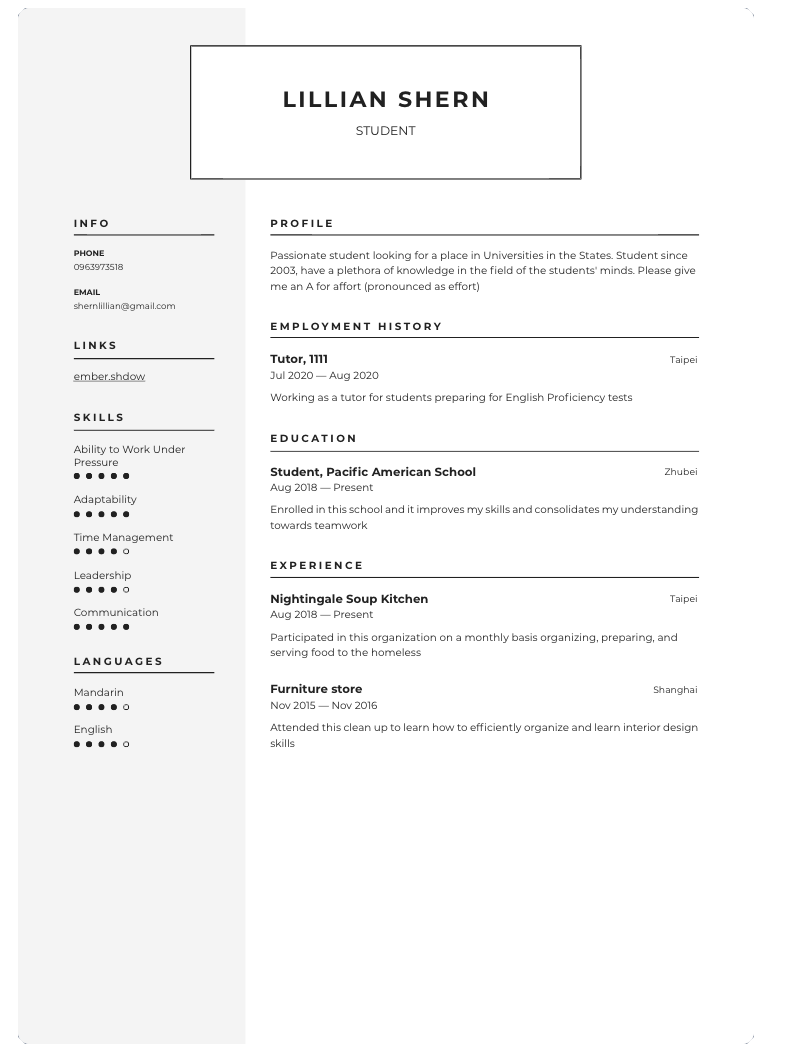 LILLIAN SHERN
STUDENT
INFO
PHONE
0963973518
EMAIL
shernlillian@gmail.com
LINKS
ember.shdow
SKILLS
Ability to Work Under
Pressure
Adaptability
Time Management
Leadership
Communication
LANGUAGES
Mandarin
English
PROFILE
Passionate student looking for a place in Universities in the States. Student since
2003, have a plethora of knowledge in the field of the students' minds. Please give
me an A for affort (pronounced as effort)
EMPLOYMENT HISTORY
Tutor, 1111
Taipei
Jul 2020 — Aug 2020
Working as a tutor for students preparing for English Proficiency tests
EDUCATION
Student, Pacific American School
Zhubei
Aug 2018 — Present
Enrolled in this school and it improves my skills and consolidates my understanding
towards teamwork
EXPERIENCE
Nightingale Soup Kitchen
Taipei
Aug 2018 — Present
Participated in this organization on a monthly basis organizing, preparing, and
serving food to the homeless
Furniture store
Shanghai
Nov 2015 — Nov 2016
Attended this clean up to learn how to efficiently organize and learn interior design
skills